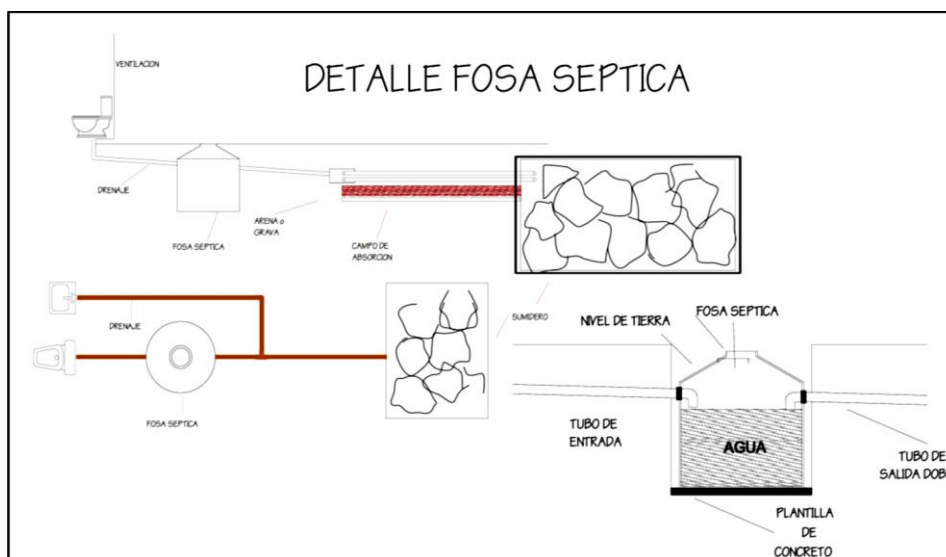 DETALLE FOSA SEPTICA
VENTILACION
DRENAJE
FOSA SEPTICA
ARENA o
GRAVA
CAMPO DE
ABSORCION
SUMIDERO
DRENAJE
FOSA SEPTICA
NIVEL DE TIERRA
FOSA SEPTICA
TUBO DE
ENTRADA
AGUA
TUBO DE
SALIDA DOB
PLANTILLA
DE
CONCRETO